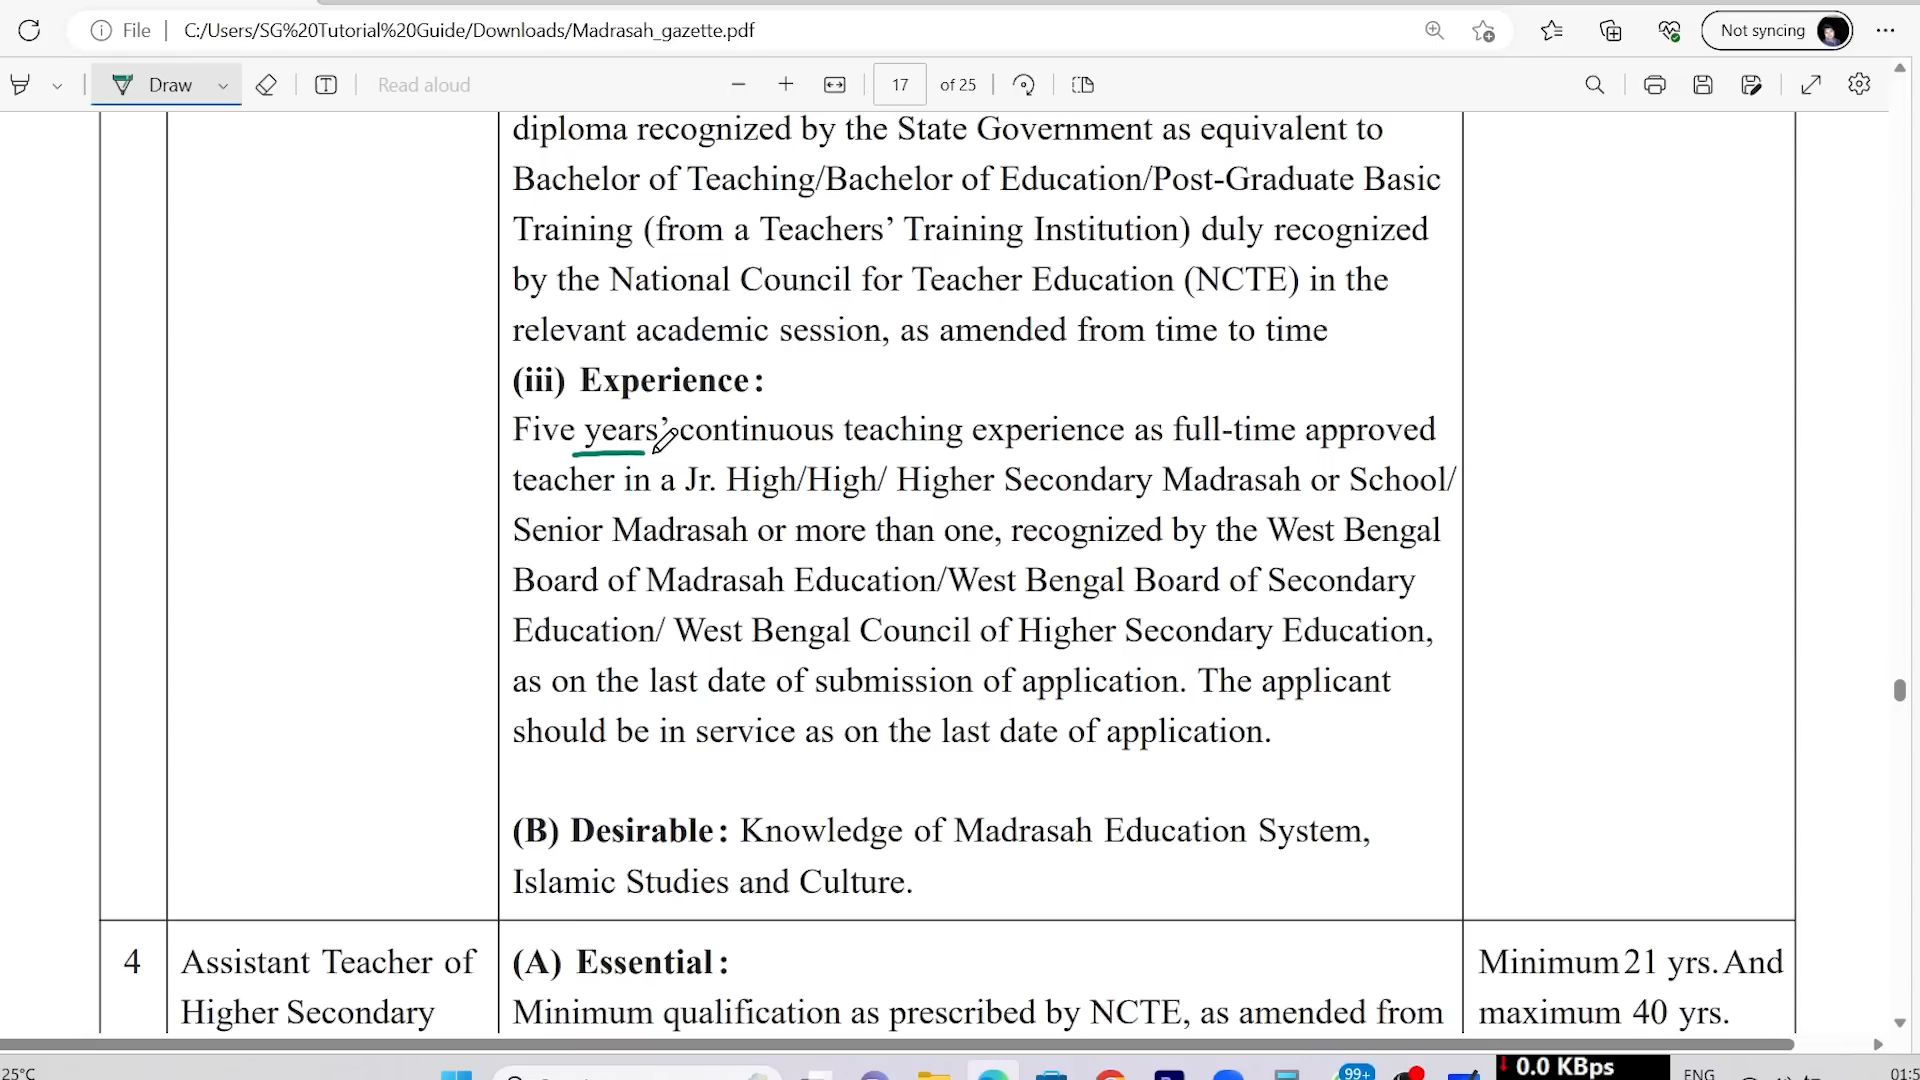 File
C:/Users/SG%20Tutorial%20Guide/Downloads/Madrasah_gazette.pdf
Not syncing
Draw
Read aloud
17
of 25
diploma recognized by the State Government as equivalent to
Bachelor of Teaching/Bachelor of Education/Post-Graduate Basic
Training (from a Teachers’ Training Institution) duly recognized
by the National Council for Teacher Education (NCTE) in the
relevant academic session, as amended from time to time
(iii) Experience:
Five years’ continuous teaching experience as full-time approved
teacher in a Jr. High/High/ Higher Secondary Madrasah or School/
Senior Madrasah or more than one, recognized by the West Bengal
Board of Madrasah Education/West Bengal Board of Secondary
Education/ West Bengal Council of Higher Secondary Education,
as on the last date of submission of application. The applicant
should be in service as on the last date of application.
(B) Desirable: Knowledge of Madrasah Education System,
Islamic Studies and Culture.
4
Assistant Teacher of
Higher Secondary
(A) Essential:
Minimum qualification as prescribed by NCTE, as amended from
Minimum 21 yrs. And
maximum 40 yrs.
25°C
99+
0.0 KBps
ENG